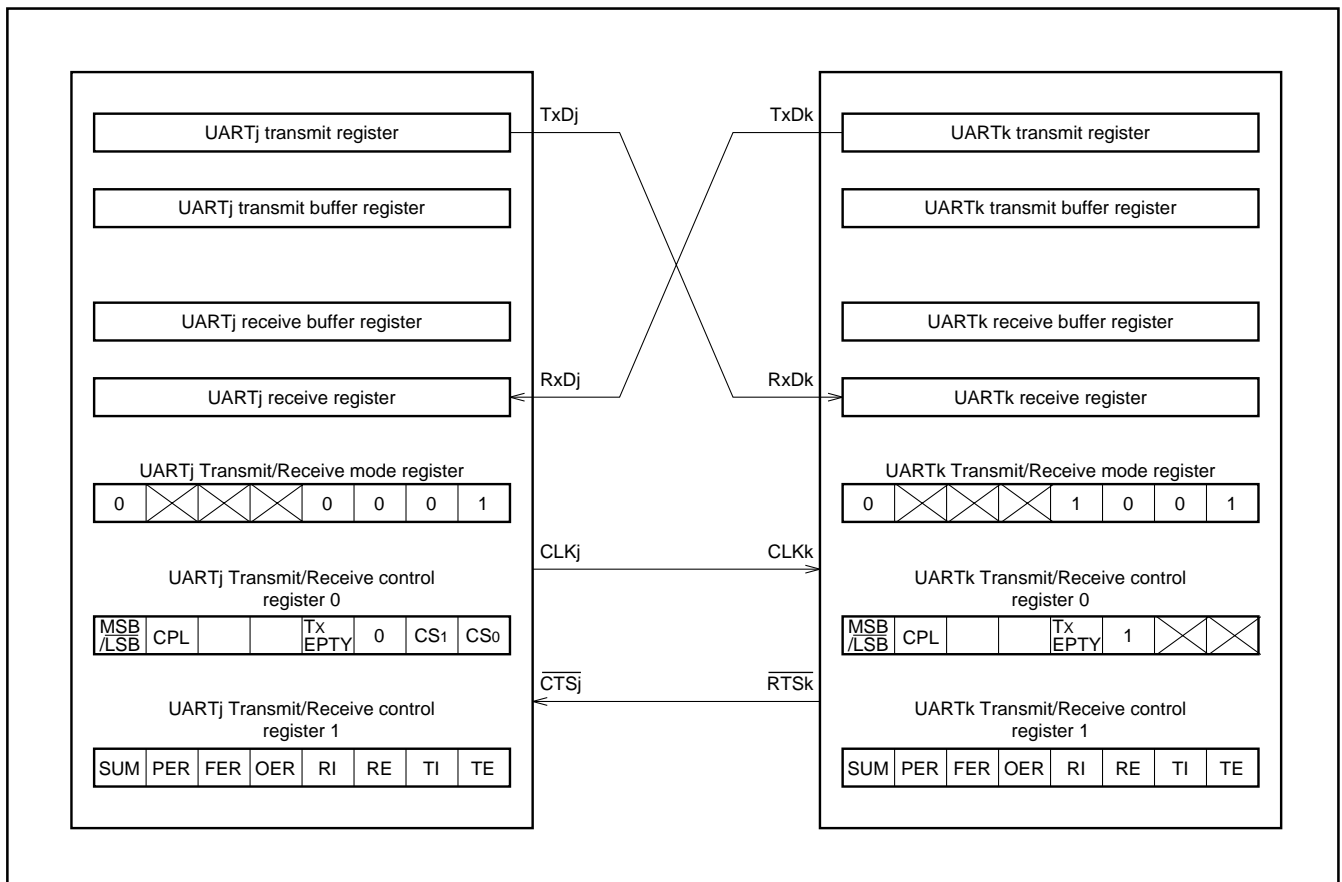 TxDj
TxDk
UARTj transmit register
UARTk transmit register
UARTj transmit buffer register
UARTk transmit buffer register
UARTj receive buffer register
UARTk receive buffer register
RxDj
RxDk
UARTj receive register
UARTk receive register
UARTj Transmit/Receive mode register
0 0 0 0 1
UARTk Transmit/Receive mode register
0 1 0 0 1
CLKj
CLKk
UARTj Transmit/Receive control
register 0
MSB
/LSB CPL TX
EPTY 0 CS1 CS0
UARTk Transmit/Receive control
register 0
MSB
/LSB CPL TX
EPTY 1
CTSj
RTSk
UARTj Transmit/Receive control
register 1
SUM PER FER OER RI RE TI TE
UARTk Transmit/Receive control
register 1
SUM PER FER OER RI RE TI TE